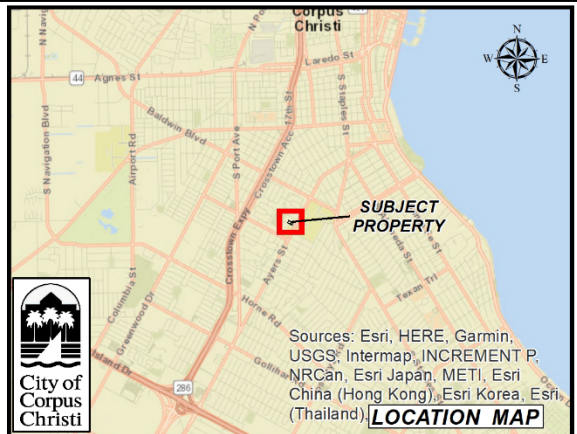 Corpus
Christi
N
W E
S
N Navig
N Po
44
Agnes St
Laredo St
Baldwin Blvd
Airport Rd
S Navigation Blvd
S Port Ave
Crosstown Acc
17th St
S Staples St
SUBJECT
PROPERTY
Crosstown Expy
Ayers St
Alameda St
Columbia St
Greenwood Dr
Texan Trl
Horne Rd
Island Dr
286
Gollihar
Ocean D
City of
Corpus
Christi
Sources: Esri, HERE, Garmin,
USGS, Intermap, INCREMENT P,
NRCan, Esri Japan, METI, Esri
China (Hong Kong), Esri Korea, Esri
(Thailand),
LOCATION MAP